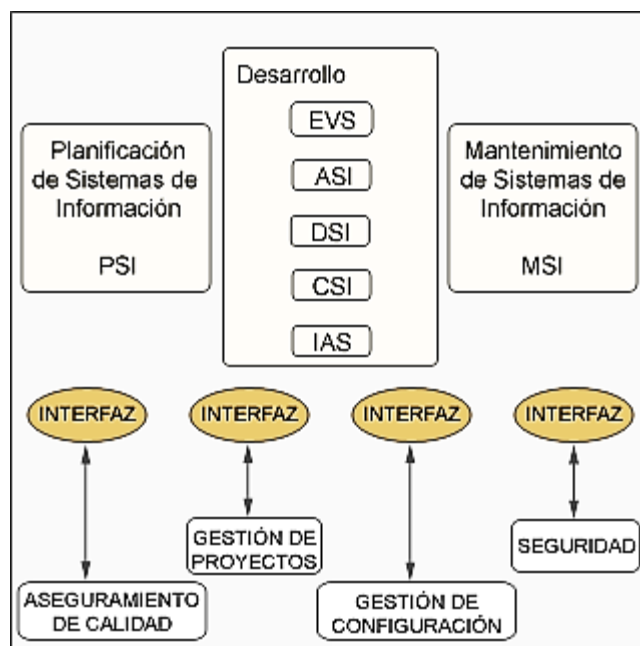 Desarrollo
EVS
ASI
DSI
CSI
IAS
Planificación
de Sistemas de
Información
PSI
Mantenimiento
de Sistemas de
Información
MSI
INTERFAZ
INTERFAZ
INTERFAZ
INTERFAZ
GESTIÓN DE
PROYECTOS
SEGURIDAD
ASEGURAMIENTO
DE CALIDAD
GESTIÓN DE
CONFIGURACIÓN